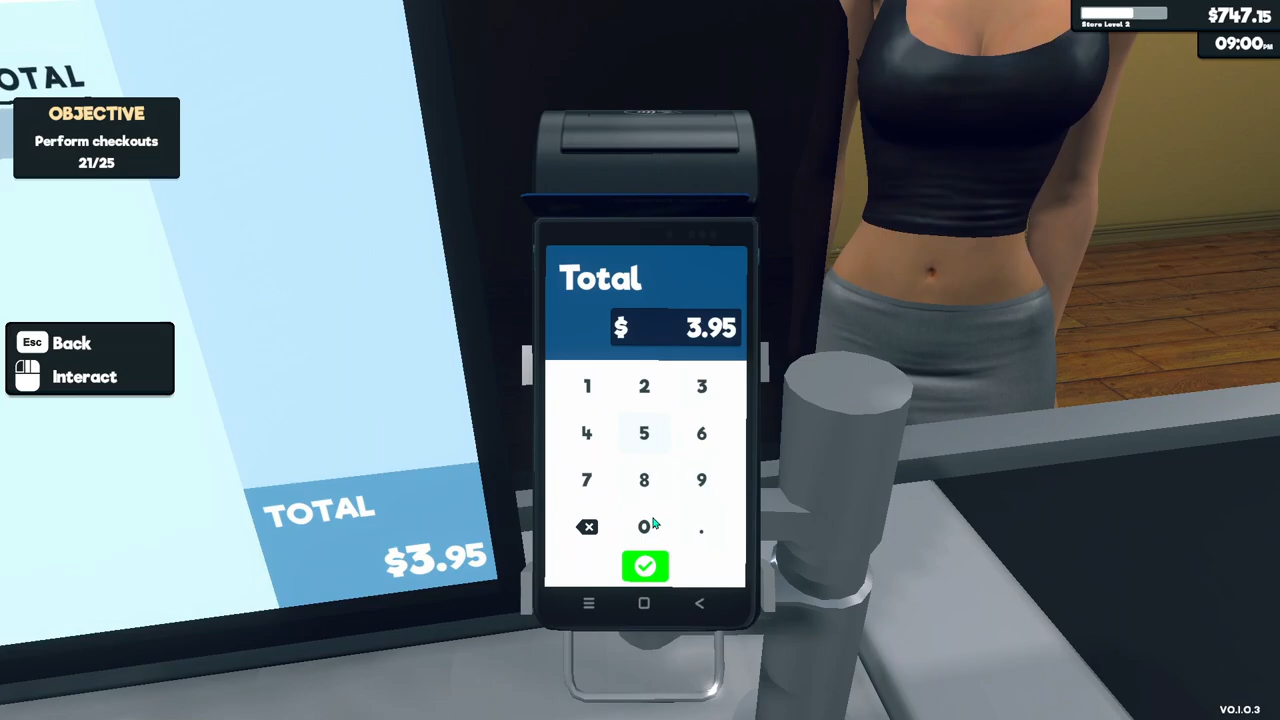 $747.15
Store Level 2
09:00PM
OTAL
OBJECTIVE
Perform checkouts
21/25
Esc Back
Interact
Total
$ 3.95
1 2 3
4 5 6
7 8 9
0 .
TOTAL
$3.95
V0.1.0.3